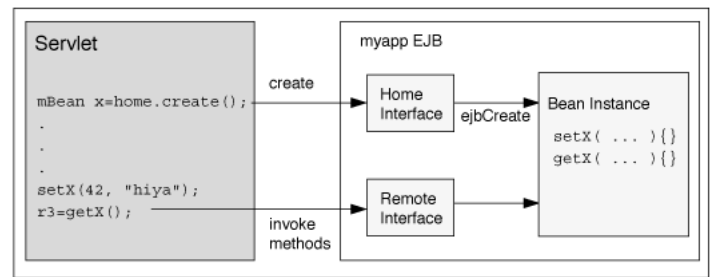 Servlet
mBean x=home.create();
.
.
.
setX(42, "hiya");
r3=getX();
create
invoke
methods
myapp EJB
Home
Interface
ejbCreate
Remote
Interface
Bean Instance
setX( ... ){}
getX( ... ){}